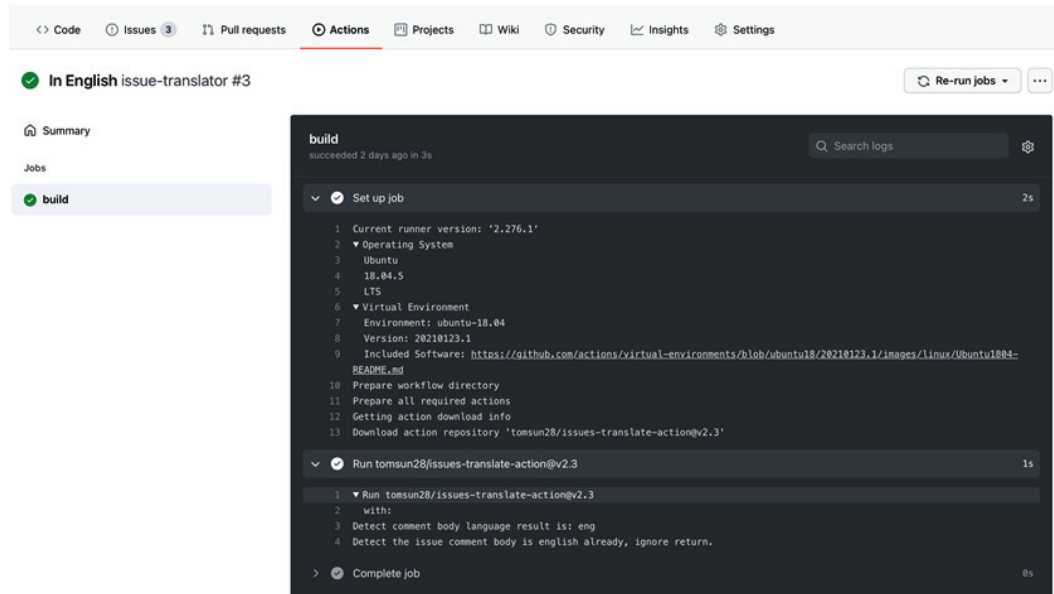 <> Code Issues 3 Pull requests Actions Projects Wiki Security Insights Settings
In English issue-translator #3
Re-run jobs
...
Summary
Jobs
build
build
succeeded 2 days ago in 3s
Search logs
Set up job 2s
1 Current runner version: '2.276.1'
2 ▼ Operating System
3 Ubuntu
4 18.04.5
5 LTS
6 ▼ Virtual Environment
7 Environment: ubuntu-18.04
8 Version: 20210123.1
9 Included Software: https://github.com/actions/virtual-environments/blob/ubuntu18/20210123.1/images/linux/Ubuntu1804-
README.md
10 Prepare workflow directory
11 Prepare all required actions
12 Getting action download info
13 Download action repository 'tomsun28/issues-translate-action@v2.3'
Run tomsun28/issues-translate-action@v2.3 1s
1 ▼ Run tomsun28/issues-translate-action@v2.3
2 with:
3 Detect comment body language result is: eng
4 Detect the issue comment body is english already, ignore return.
Complete job 0s